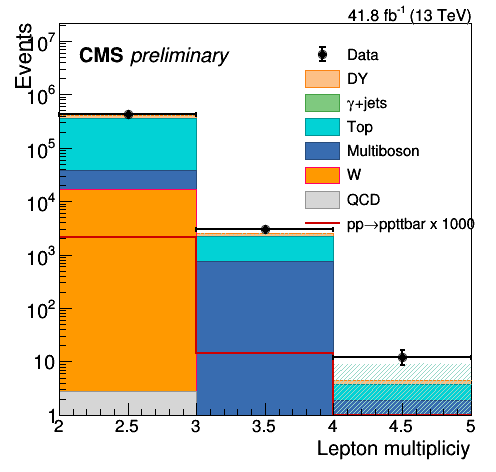 41.8 fb⁻¹ (13 TeV)
Events
CMS preliminary
Data
DY
γ+jets
Top
Multiboson
W
QCD
pp→ppttbar x 1000
10⁷
10⁶
10⁵
10⁴
10³
10²
10
1
2 2.5 3 3.5 4 4.5 5
Lepton multipliciy